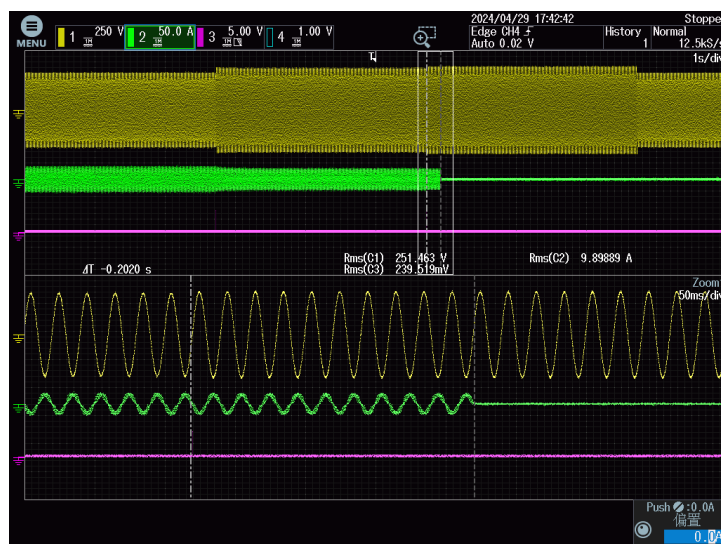 MENU
1 250 V
2 50.0 A
3 5.00 V
4 1.00 V
2024/04/29 17:42:42
Stoppe
Edge CH4
Auto 0.02 V
History
1
Normal
12.5kS/s
1s/div
Rms(C1) 251.463 V
Rms(C2) 9.89889 A
Rms(C3) 239.519mV
ΔT -0.2020 s
Zoom1
50ms/div
Push :0.0A
偏置
0.0A